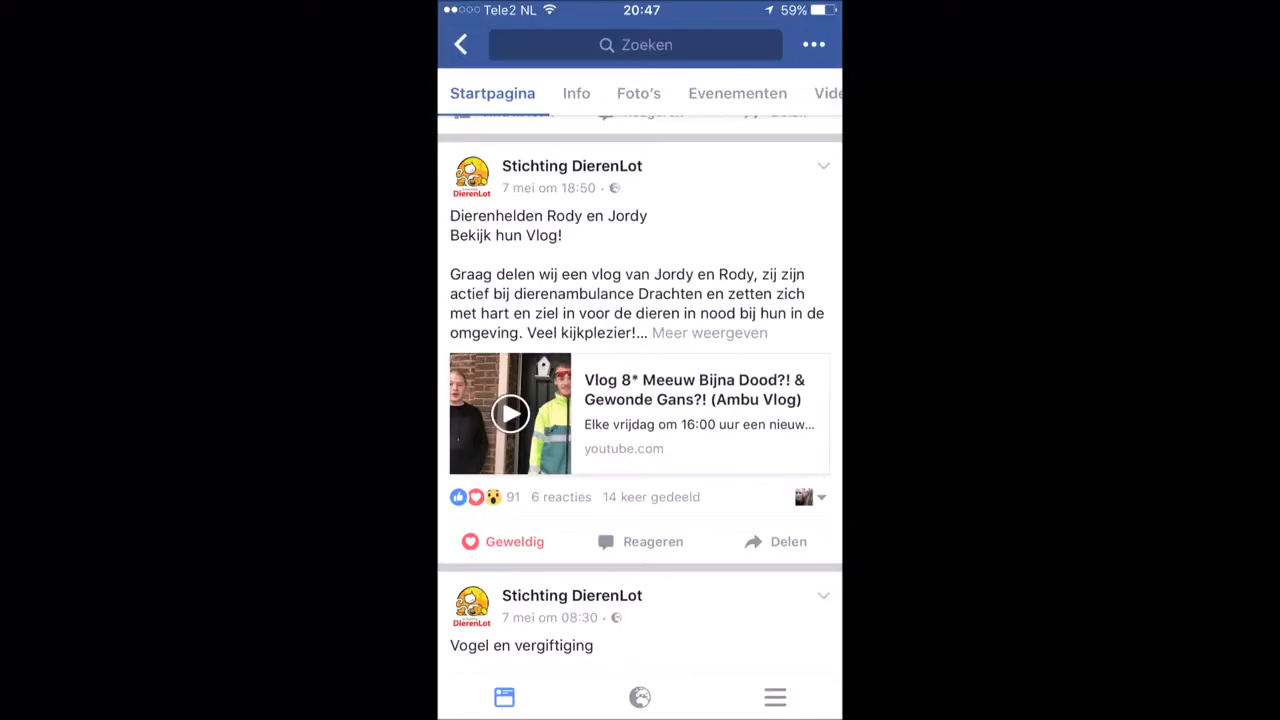 Tele2 NL 20:47 59%
Zoeken
Startpagina Info Foto's Evenementen Vide
Reageren Delen
Stichting DierenLot
7 mei om 18:50
DierenLot
Dierenhelden Rody en Jordy
Bekijk hun Vlog!
Graag delen wij een vlog van Jordy en Rody, zij zijn
actief bij dierenambulance Drachten en zetten zich
met hart en ziel in voor de dieren in nood bij hun in de
omgeving. Veel kijkplezier!... Meer weergeven
Vlog 8* Meeuw Bijna Dood?! &
Gewonde Gans?! (Ambu Vlog)
Elke vrijdag om 16:00 uur een nieuw...
youtube.com
91 6 reacties 14 keer gedeeld
Geweldig Reageren Delen
Stichting DierenLot
7 mei om 08:30
DierenLot
Vogel en vergiftiging